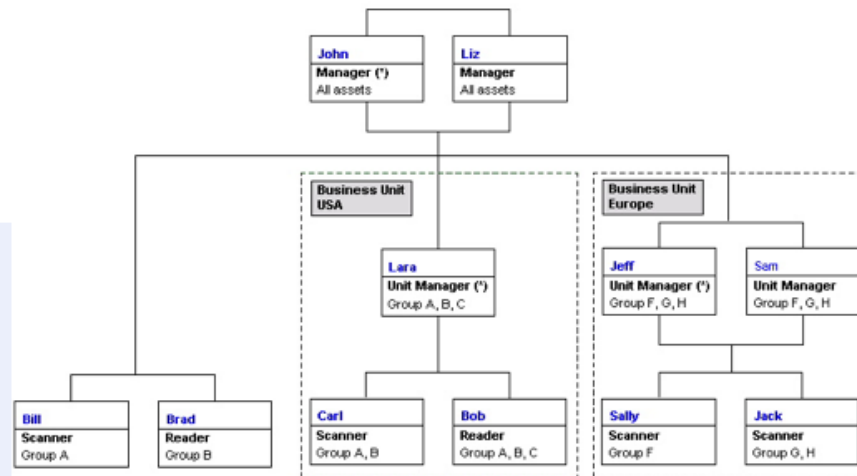 John
Manager (*)
All assets
Liz
Manager
All assets
Business Unit
USA
Business Unit
Europe
Lara
Unit Manager (*)
Group A, B, C
Jeff
Unit Manager (*)
Group F, G, H
Sam
Unit Manager
Group F, G, H
Bill
Scanner
Group A
Brad
Reader
Group B
Carl
Scanner
Group A, B
Bob
Reader
Group A, B, C
Sally
Scanner
Group F
Jack
Scanner
Group G, H